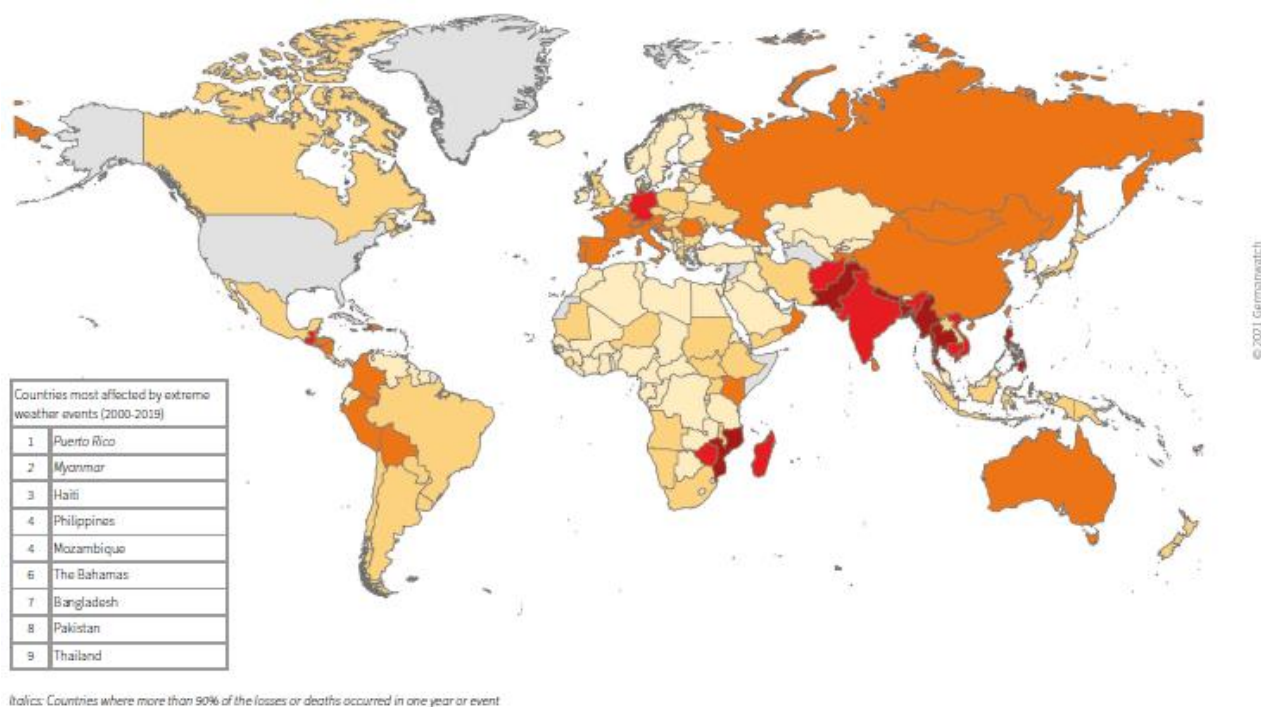 © 2021 Germanwatch
Countries most affected by extreme
weather events (2000-2019)
1 Puerto Rico
2 Myanmar
3 Haiti
4 Philippines
4 Mozambique
6 The Bahamas
7 Bangladesh
8 Pakistan
9 Thailand
Italics: Countries where more than 90% of the losses or deaths occurred in one year or event